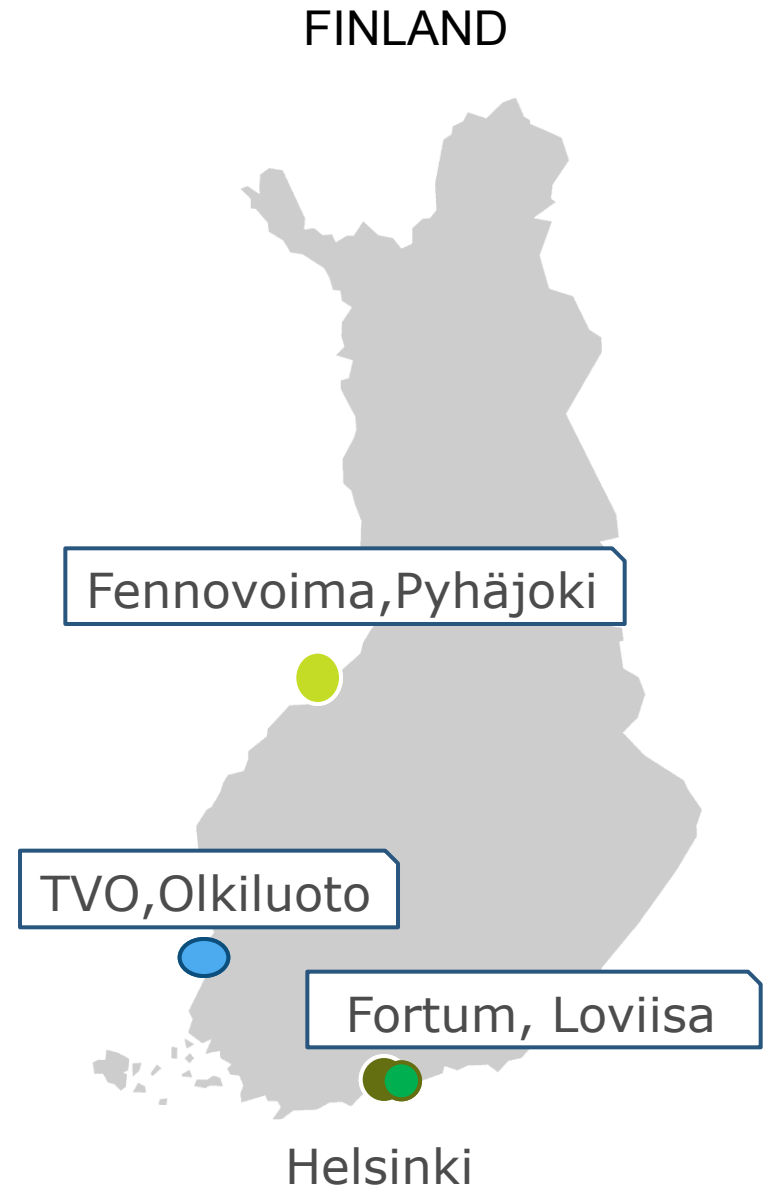 FINLAND
Fennovoima,Pyhäjoki
TVO,Olkiluoto
Fortum, Loviisa
Helsinki